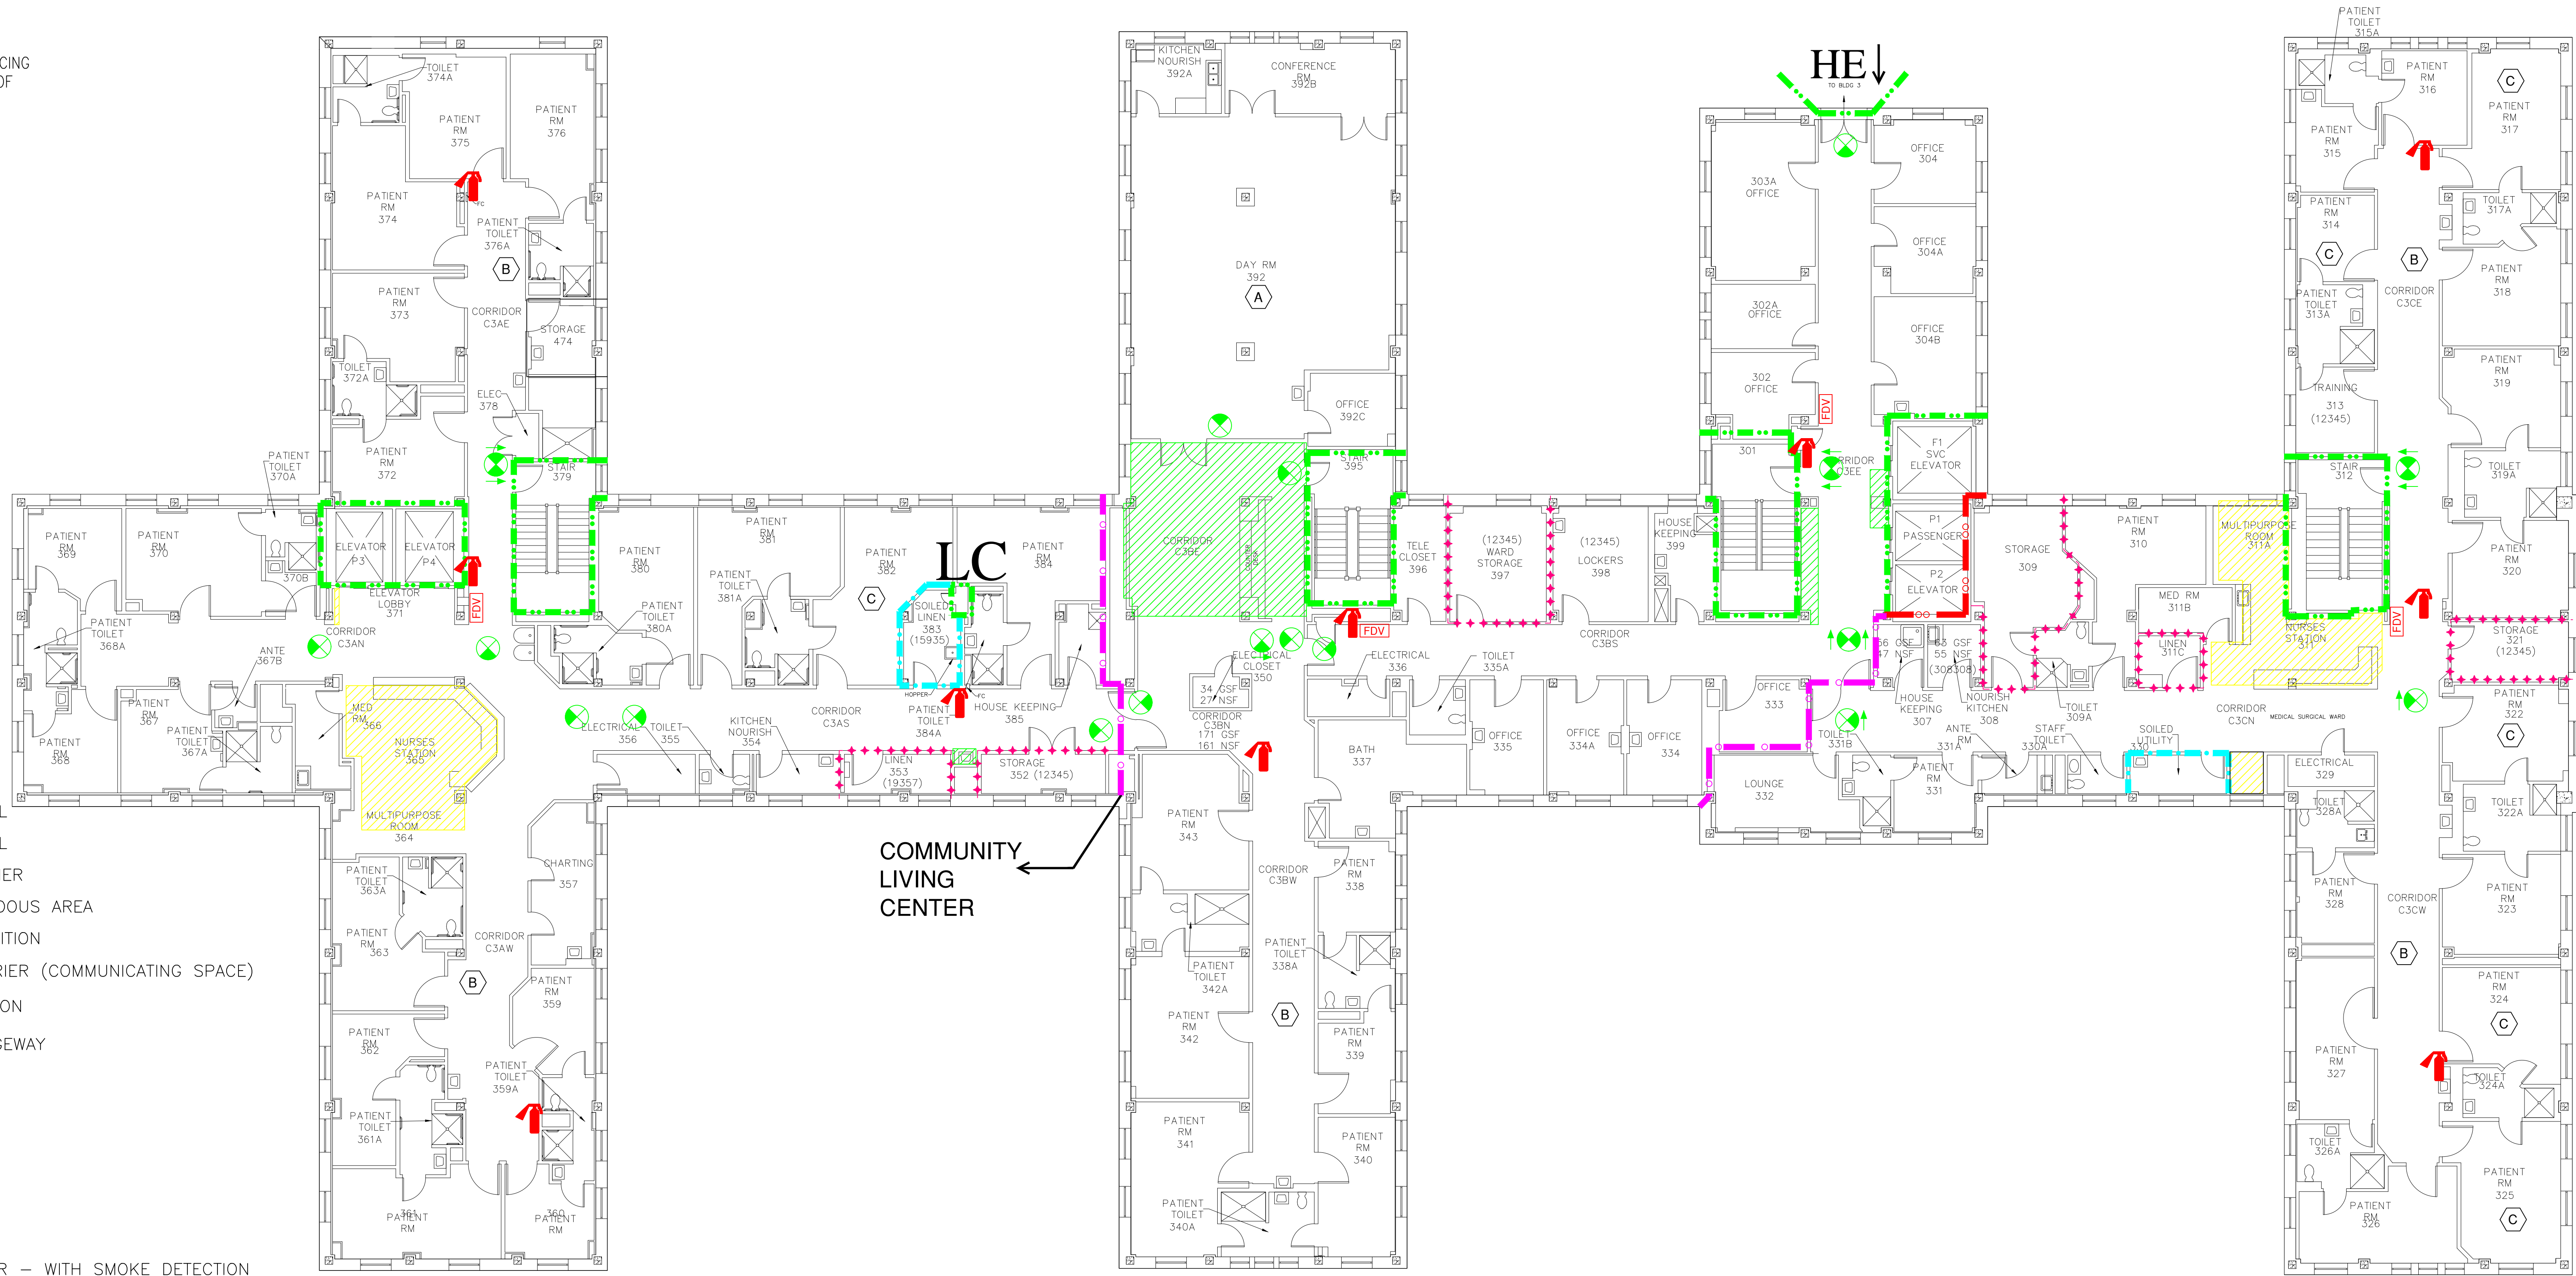 CING
OF
L
L
ER
DOUS AREA
ITION
RIER (COMMUNICATING SPACE)
ON
GEWAY
R – WITH SMOKE DETECTION
TOILET
374A
PATIENT
RM
375
PATIENT
RM
376
PATIENT
RM
374
FC
PATIENT
TOILET
376A
B
PATIENT
RM
373
CORRIDOR
C3AE
STORAGE
474
TOILET
372A
ELEC
378
PATIENT
RM
372
PATIENT
TOILET
370A
STAIR
379
PATIENT
RM
369
PATIENT
RM
370
370B
ELEVATOR
P3
ELEVATOR
P4
ELEVATOR
LOBBY
371
FDV
CORRIDOR
C3AN
PATIENT
TOILET
368A
ANTE
367B
PATIENT
RM
367
PATIENT
TOILET
367A
PATIENT
RM
368
MED
RM
366
NURSES
STATION
365
MULTIPURPOSE
ROOM
364
PATIENT
TOILET
363A
CHARTING
357
PATIENT
RM
363
CORRIDOR
C3AW
B
PATIENT
RM
359
PATIENT
RM
362
PATIENT
TOILET
359A
PATIENT
TOILET
361A
361
PATIENT
RM
360
PATIENT
RM
PATIENT
RM
380
PATIENT
TOILET
380A
PATIENT
RM
381
PATIENT
TOILET
381A
PATIENT
RM
382
C
LC
SOILED
LINEN
383
(15935)
HOPPER
FC
PATIENT
TOILET
384A
PATIENT
RM
384
HOUSE KEEPING
385
CORRIDOR
C3AS
ELECTRICAL
356
TOILET
355
KITCHEN
NOURISH
354
LINEN
353
(19357)
STORAGE
352 (12345)
COMMUNITY
LIVING
CENTER
KITCHEN
NOURISH
392A
CONFERENCE
RM
392B
DAY RM
392
A
OFFICE
392C
STAIR
395
CORRIDOR
C3BE
COUNTER
DESK
FDV
ELECTRICAL
CLOSET
350
34 GSF
27 NSF
CORRIDOR
C3BN
171 GSF
161 NSF
ELECTRICAL
336
TOILET
335A
BATH
337
OFFICE
335
OFFICE
334A
OFFICE
334
PATIENT
RM
343
PATIENT
RM
338
CORRIDOR
C3BW
PATIENT
TOILET
338A
PATIENT
TOILET
342A
PATIENT
RM
342
B
PATIENT
RM
339
PATIENT
RM
341
PATIENT
RM
340
PATIENT
TOILET
340A
TELE
CLOSET
396
(12345)
WARD
STORAGE
397
(12345)
LOCKERS
398
HOUSE
KEEPING
399
CORRIDOR
C3BS
HE
TO BLDG 3
303A
OFFICE
OFFICE
304
OFFICE
304A
302A
OFFICE
OFFICE
304B
302
OFFICE
FDV
301
F1
SVC
ELEVATOR
P1
PASSENGER
P2
ELEVATOR
OFFICE
333
LOUNGE
332
TOILET
331B
PATIENT
RM
331
ANTE
RM
331A
47 NSF
63 GSF
55 NSF
(308308)
HOUSE
KEEPING
307
NOURISH
KITCHEN
308
STORAGE
309
TOILET
309A
PATIENT
RM
310
MED RM
311B
LINEN
311C
MULTIPURPOSE
ROOM
311A
NURSES
STATION
311
STAFF
TOILET
330A
SOILED
UTILITY
330
CORRIDOR
C3CN
MEDICAL SURGICAL WARD
PATIENT
TOILET
315A
PATIENT
RM
316
C
PATIENT
RM
317
PATIENT
RM
315
PATIENT
RM
314
C
TOILET
317A
B
PATIENT
TOILET
313A
CORRIDOR
C3CE
PATIENT
RM
318
TRAINING
313
(12345)
PATIENT
RM
319
STAIR
312
TOILET
319A
PATIENT
RM
320
FDV
STORAGE
321
(12345)
PATIENT
RM
322
C
ELECTRICAL
329
TOILET
328A
TOILET
322A
PATIENT
RM
328
CORRIDOR
C3CW
PATIENT
RM
323
B
PATIENT
RM
324
C
PATIENT
RM
327
TOILET
324A
TOILET
326A
PATIENT
RM
325
C
PATIENT
RM
326